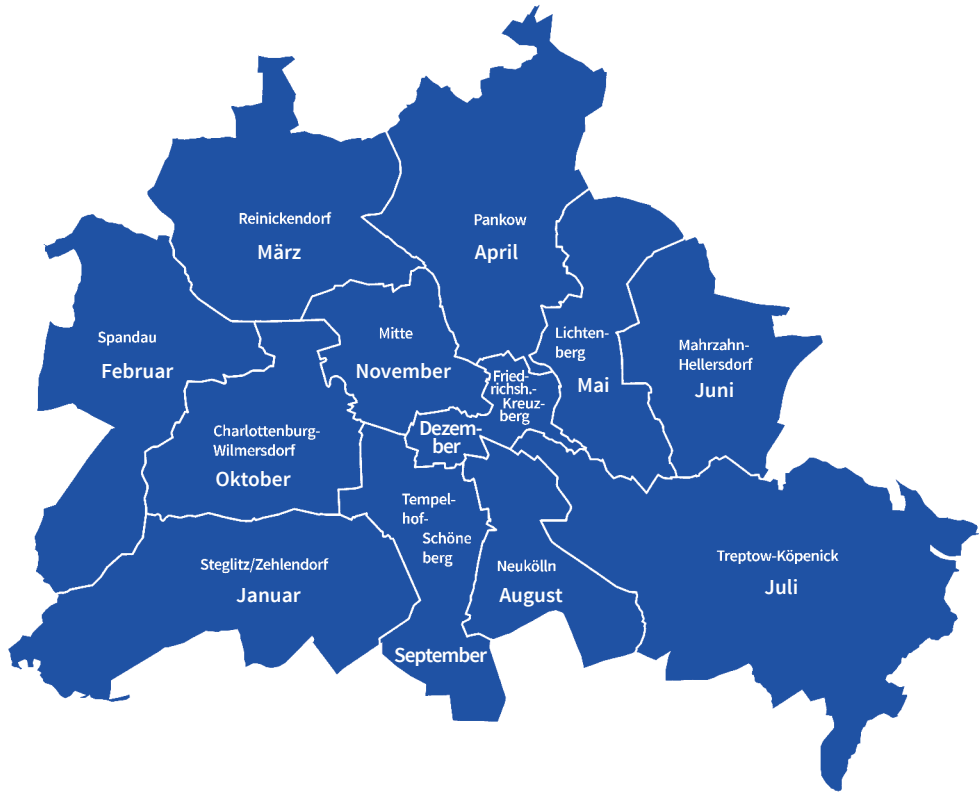 Reinickendorf
März
Pankow
April
Spandau
Februar
Mitte
November
Lichten-
berg
Mai
Mahrzahn-
Hellersdorf
Juni
Fried-
richsh.-
Kreuz-
berg
Dezem-
ber
Charlottenburg-
Wilmersdorf
Oktober
Tempel-
hof-
Schöne
berg
September
Steglitz/Zehlendorf
Januar
Neukölln
August
Treptow-Köpenick
Juli